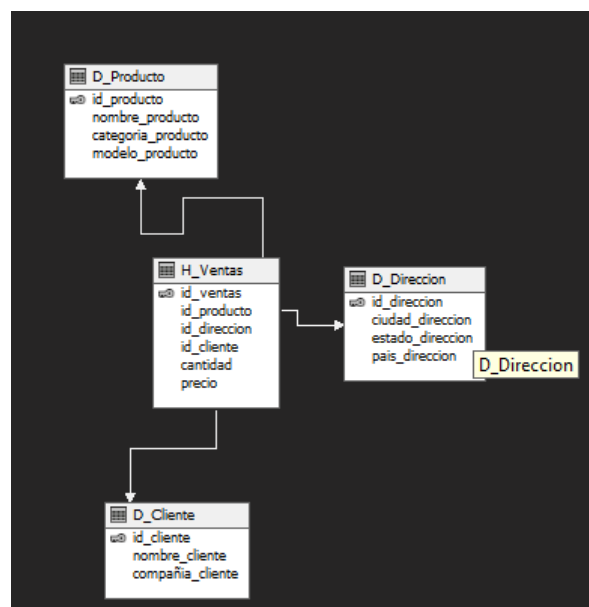 D_Producto
id_producto
nombre_producto
categoria_producto
modelo_producto
H_Ventas
id_ventas
id_producto
id_direccion
id_cliente
cantidad
precio
D_Direccion
id_direccion
ciudad_direccion
estado_direccion
pais_direccion
D_Direccion
D_Cliente
id_cliente
nombre_cliente
compañia_cliente